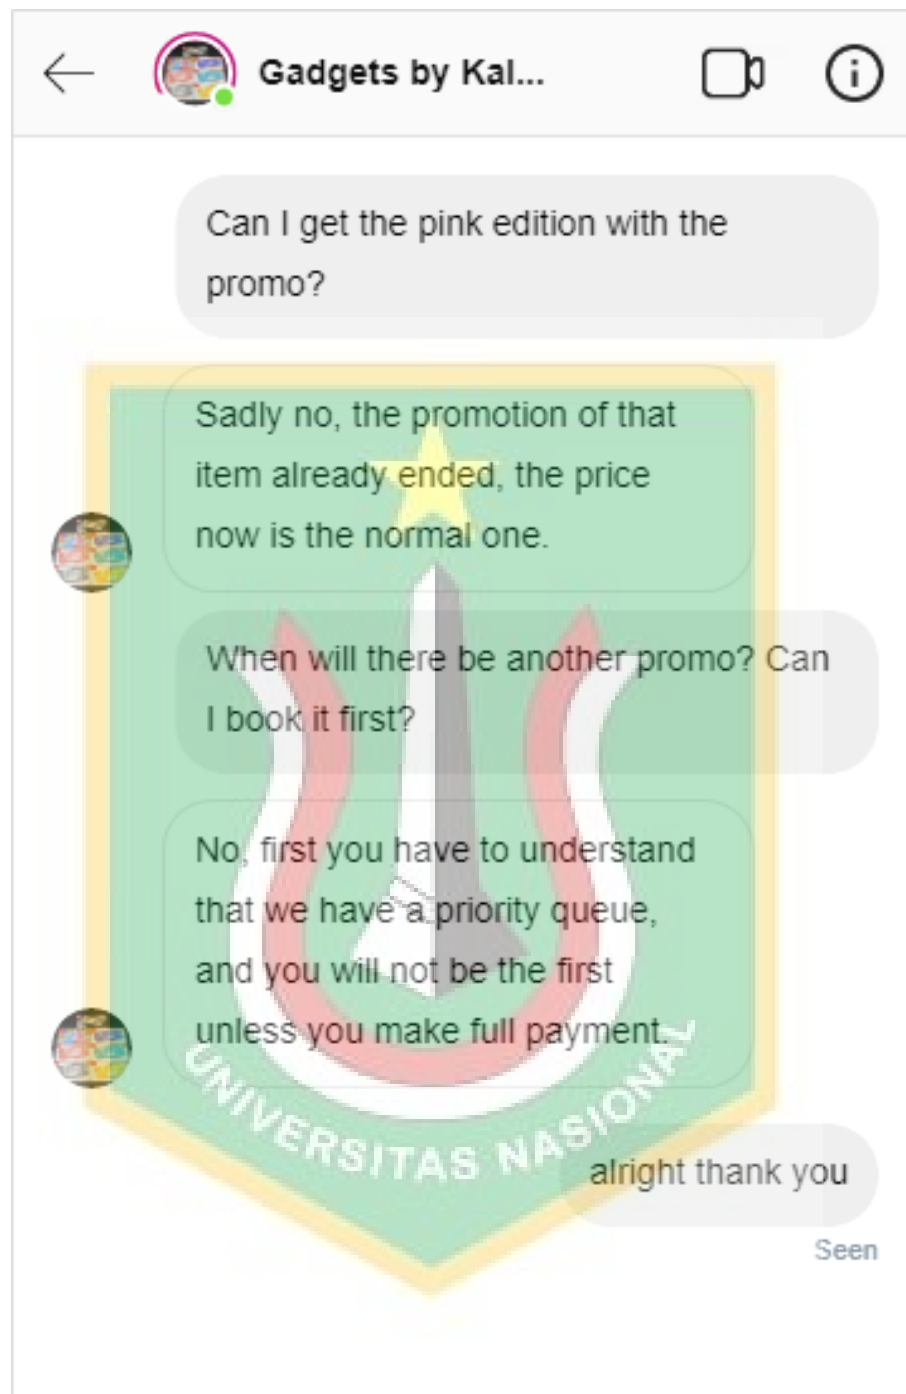 Gadgets by Kal...
Can I get the pink edition with the
promo?
Sadly no, the promotion of that
item already ended, the price
now is the normal one.
When will there be another promo? Can
I book it first?
No, first you have to understand
that we have a priority queue,
and you will not be the first
unless you make full payment.
UNIVERSITAS NASIONAL
alright thank you
Seen